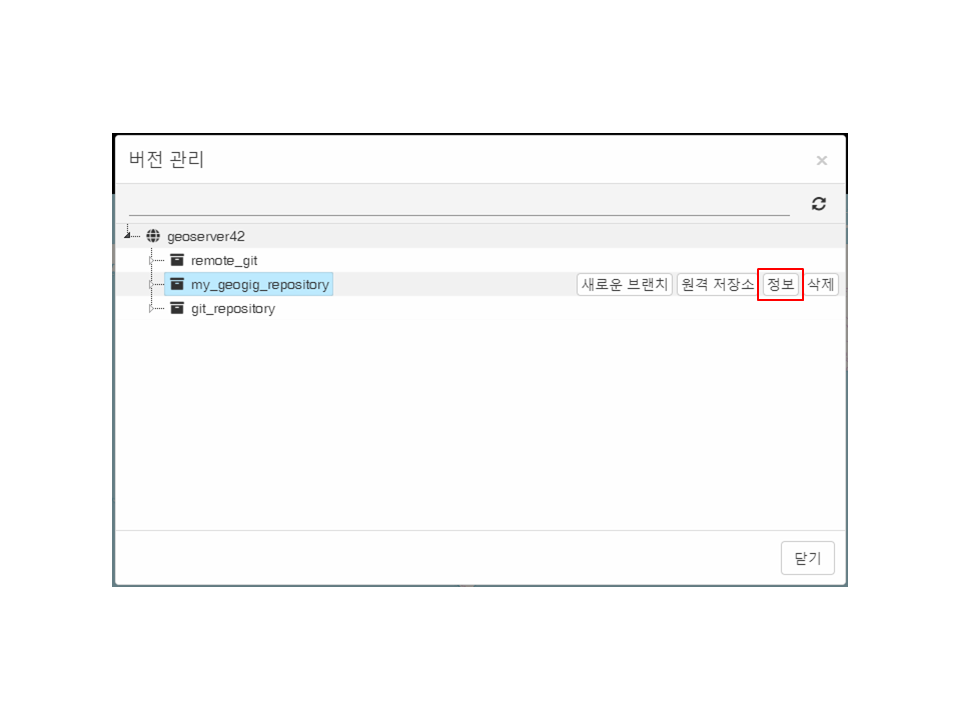 버전 관리
geoserver42
remote_git
my_geogig_repository 새로운 브랜치 원격 저장소 정보 삭제
git_repository
닫기